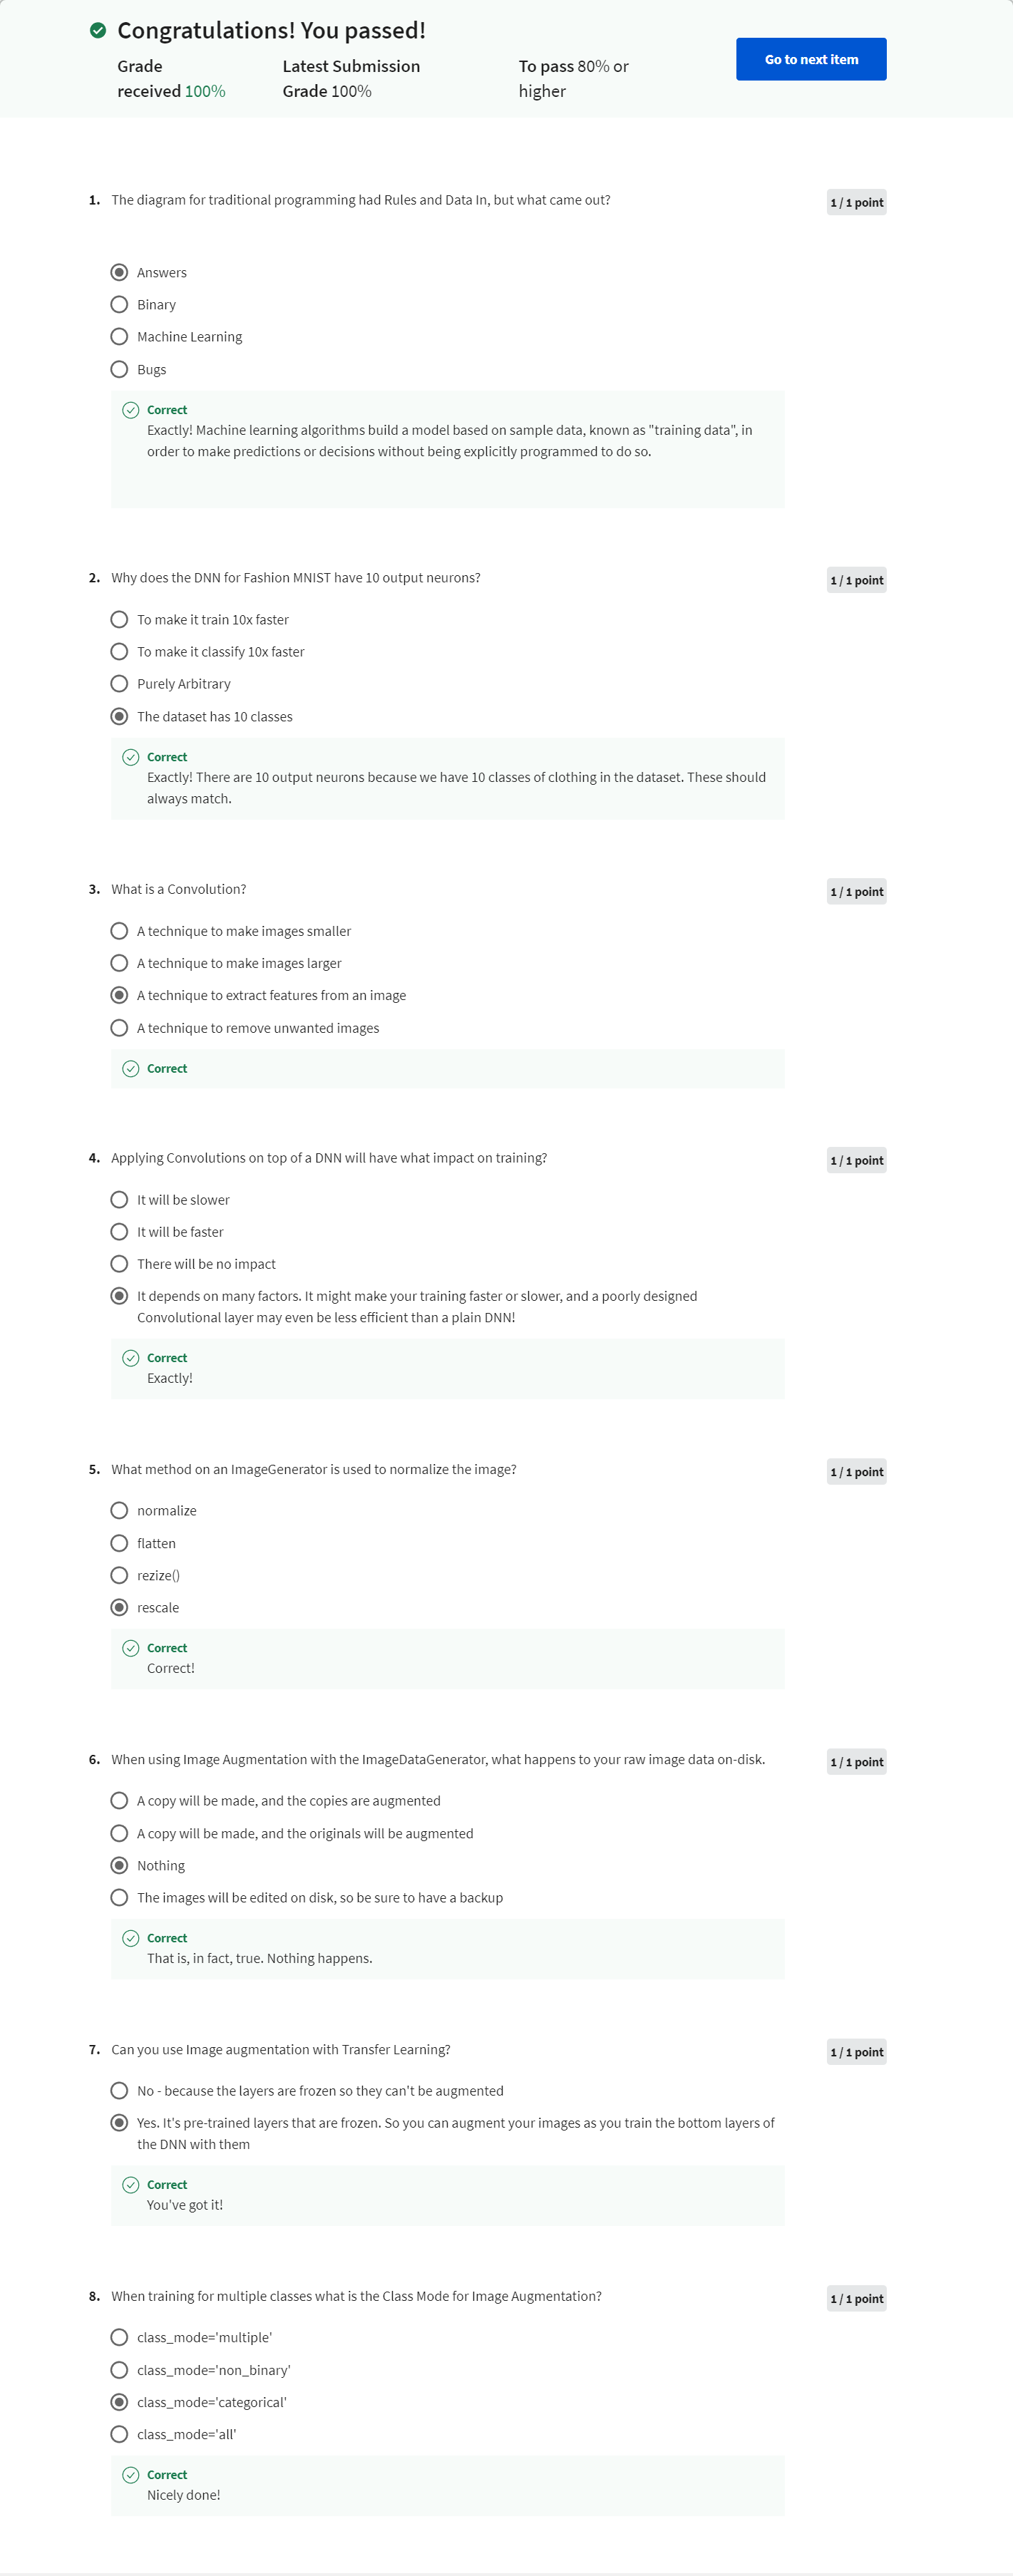 Congratulations! You passed!
Grade
received 100%
Latest Submission
Grade 100%
To pass 80% or
higher
Go to next item
1. The diagram for traditional programming had Rules and Data In, but what came out?
1 / 1 point
Answers
Binary
Machine Learning
Bugs
Correct
Exactly! Machine learning algorithms build a model based on sample data, known as "training data", in
order to make predictions or decisions without being explicitly programmed to do so.
2. Why does the DNN for Fashion MNIST have 10 output neurons?
1 / 1 point
To make it train 10x faster
To make it classify 10x faster
Purely Arbitrary
The dataset has 10 classes
Correct
Exactly! There are 10 output neurons because we have 10 classes of clothing in the dataset. These should
always match.
3. What is a Convolution?
1 / 1 point
A technique to make images smaller
A technique to make images larger
A technique to extract features from an image
A technique to remove unwanted images
Correct
4. Applying Convolutions on top of a DNN will have what impact on training?
1 / 1 point
It will be slower
It will be faster
There will be no impact
It depends on many factors. It might make your training faster or slower, and a poorly designed
Convolutional layer may even be less efficient than a plain DNN!
Correct
Exactly!
5. What method on an ImageGenerator is used to normalize the image?
1 / 1 point
normalize
flatten
rezize()
rescale
Correct
Correct!
6. When using Image Augmentation with the ImageDataGenerator, what happens to your raw image data on-disk.
1 / 1 point
A copy will be made, and the copies are augmented
A copy will be made, and the originals will be augmented
Nothing
The images will be edited on disk, so be sure to have a backup
Correct
That is, in fact, true. Nothing happens.
7. Can you use Image augmentation with Transfer Learning?
1 / 1 point
No - because the layers are frozen so they can't be augmented
Yes. It's pre-trained layers that are frozen. So you can augment your images as you train the bottom layers of
the DNN with them
Correct
You've got it!
8. When training for multiple classes what is the Class Mode for Image Augmentation?
1 / 1 point
class_mode='multiple'
class_mode='non_binary'
class_mode='categorical'
class_mode='all'
Correct
Nicely done!